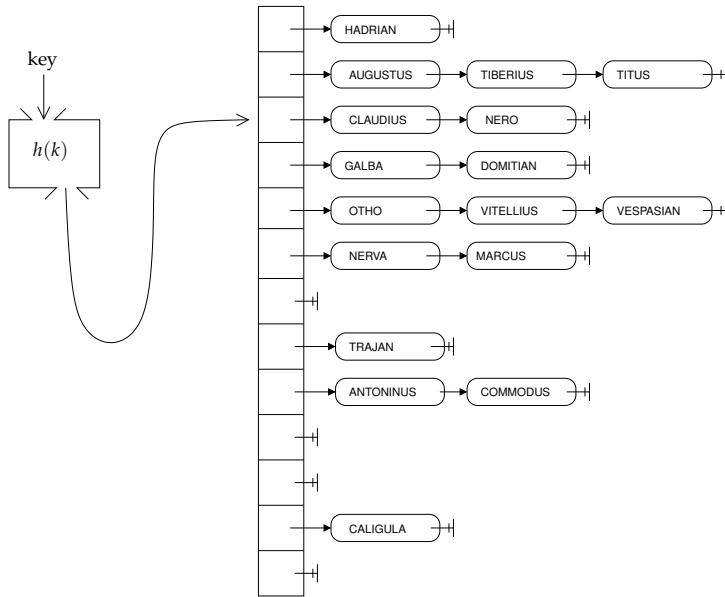 key
h(k)
HADRIAN
AUGUSTUS TIBERIUS TITUS
CLAUDIUS NERO
GALBA DOMITIAN
OTHO VITELLIUS VESPASIAN
NERVA MARCUS
TRAJAN
ANTONINUS COMMODUS
CALIGULA